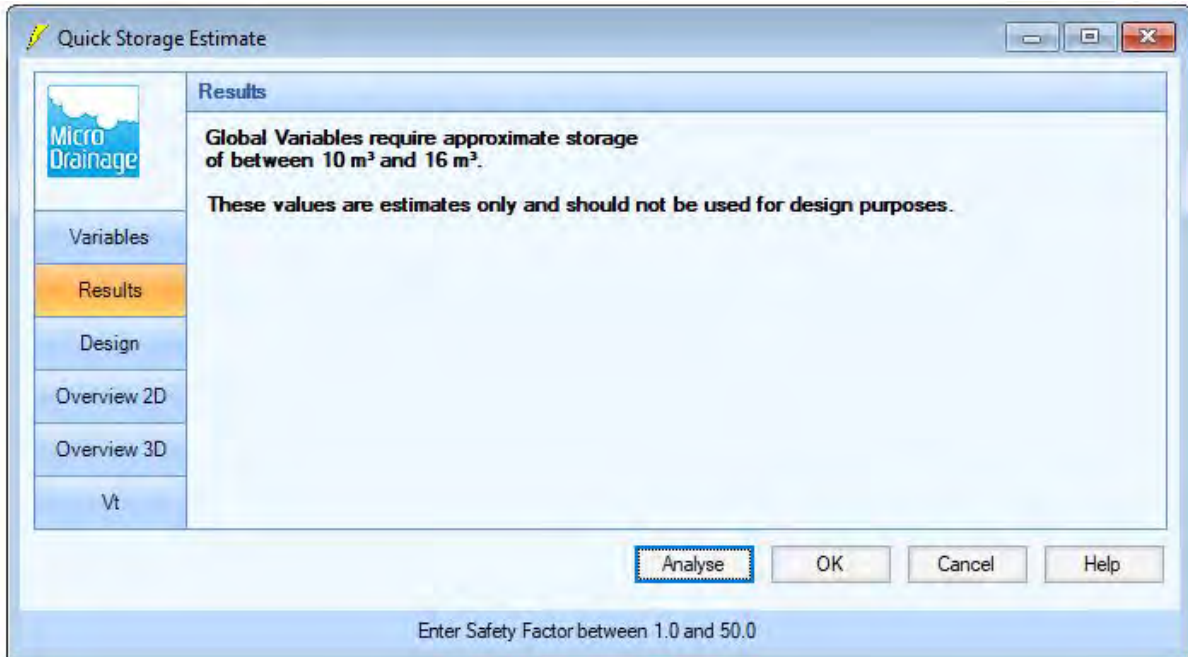 Quick Storage Estimate
Micro
Drainage
Results
Global Variables require approximate storage
of between 10 m³ and 16 m³.
These values are estimates only and should not be used for design purposes.
Variables
Results
Design
Overview 2D
Overview 3D
Vt
Analyse
OK
Cancel
Help
Enter Safety Factor between 1.0 and 50.0